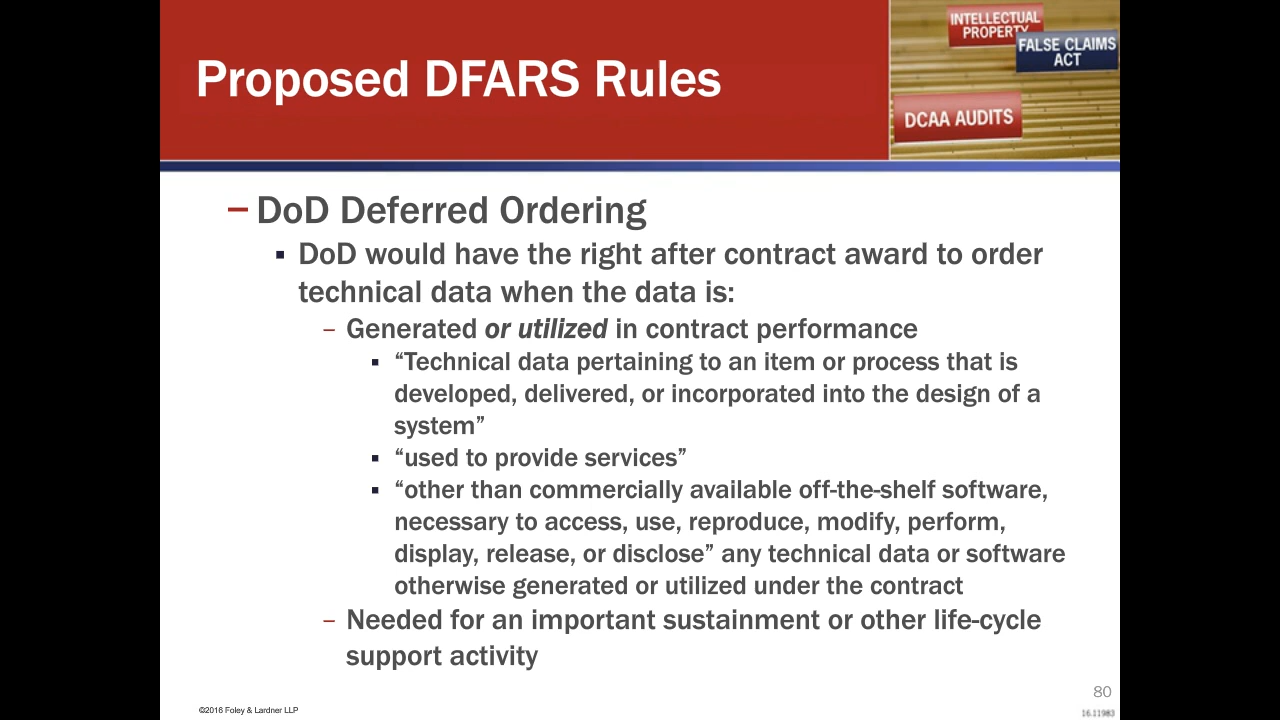 Proposed DFARS Rules
INTELLECTUAL
PROPERTY
FALSE CLAIMS
ACT
DCAA AUDITS
– DoD Deferred Ordering
▪ DoD would have the right after contract award to order
technical data when the data is:
– Generated or utilized in contract performance
▪ “Technical data pertaining to an item or process that is
developed, delivered, or incorporated into the design of a
system”
▪ “used to provide services”
▪ “other than commercially available off-the-shelf software,
necessary to access, use, reproduce, modify, perform,
display, release, or disclose” any technical data or software
otherwise generated or utilized under the contract
– Needed for an important sustainment or other life-cycle
support activity
80
©2016 Foley & Lardner LLP
16.11983